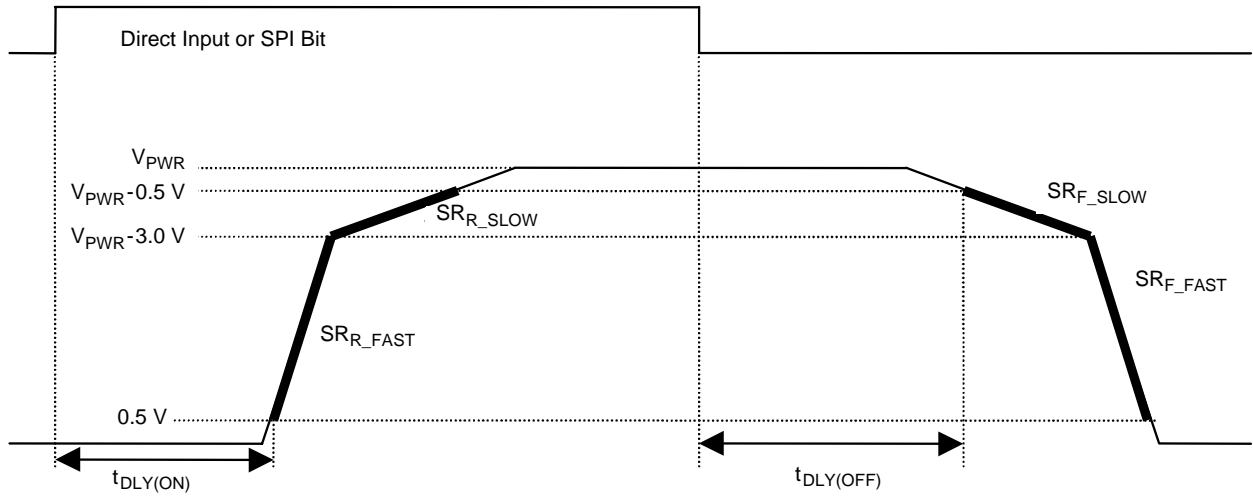 Direct Input or SPI Bit
VPWR
VPWR-0.5 V
SRR_SLOW
SRF_SLOW
VPWR-3.0 V
SRF_FAST
SRR_FAST
0.5 V
tDLY(ON)
tDLY(OFF)